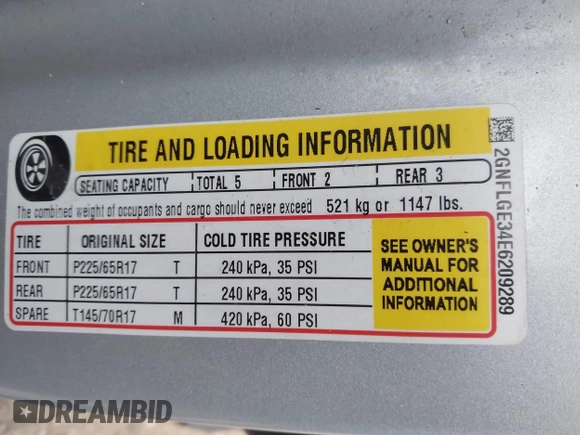 TIRE AND LOADING INFORMATION
SEATING CAPACITY TOTAL 5 FRONT 2 REAR 3
The combined weight of occupants and cargo should never exceed 521 kg or 1147 lbs.
TIRE ORIGINAL SIZE COLD TIRE PRESSURE
FRONT P225/65R17 T 240 kPa, 35 PSI
REAR P225/65R17 T 240 kPa, 35 PSI
SPARE T145/70R17 M 420 kPa, 60 PSI
SEE OWNER'S
MANUAL FOR
ADDITIONAL
INFORMATION
2GNFLGE34E6209289
DREAMBID